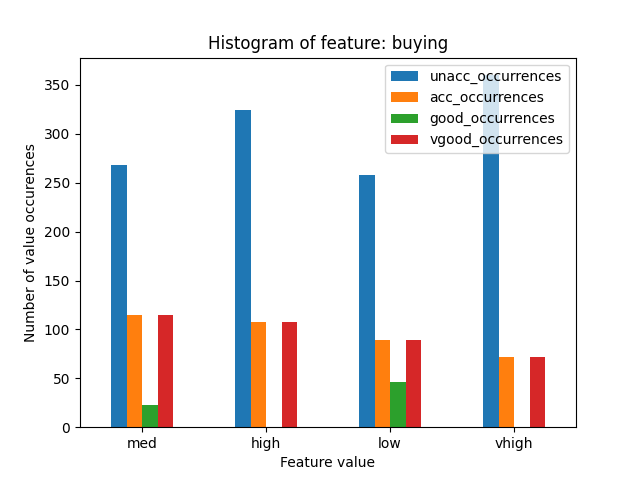 Histogram of feature: buying
unacc_occurrences
acc_occurrences
good_occurrences
vgood_occurrences
Number of value occurences
350
300
250
200
150
100
50
0
med high low vhigh
Feature value